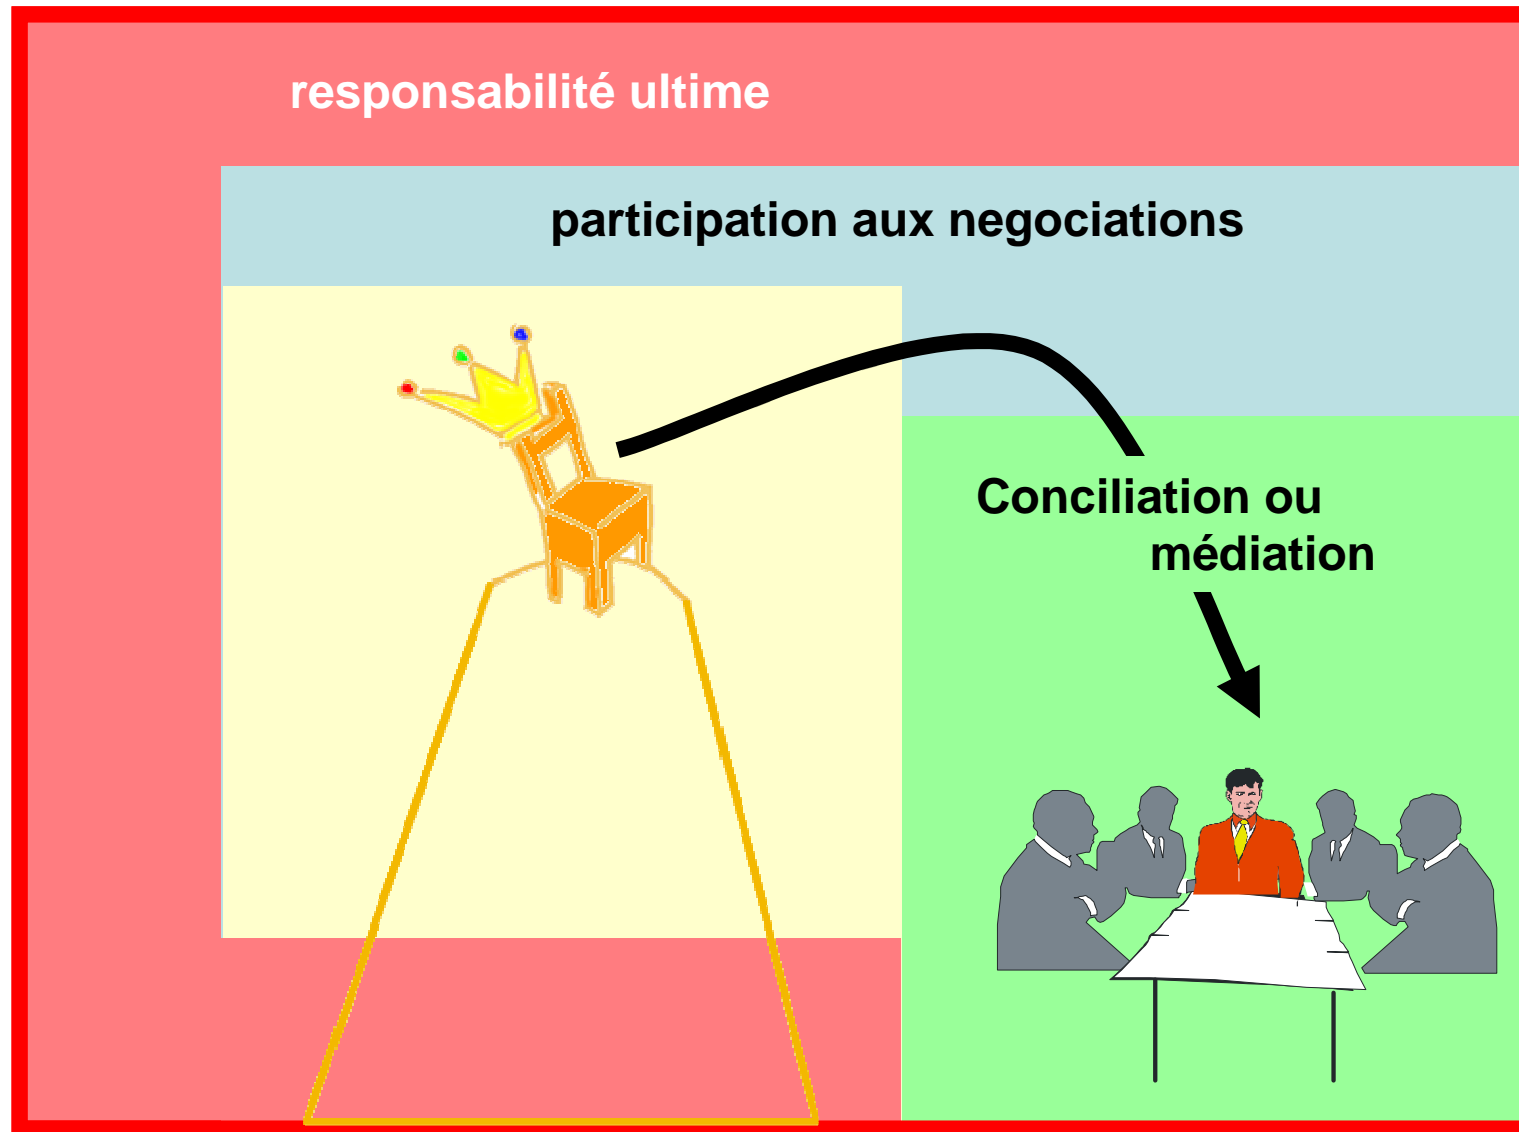 responsabilité ultime
participation aux negociations
Conciliation ou
médiation